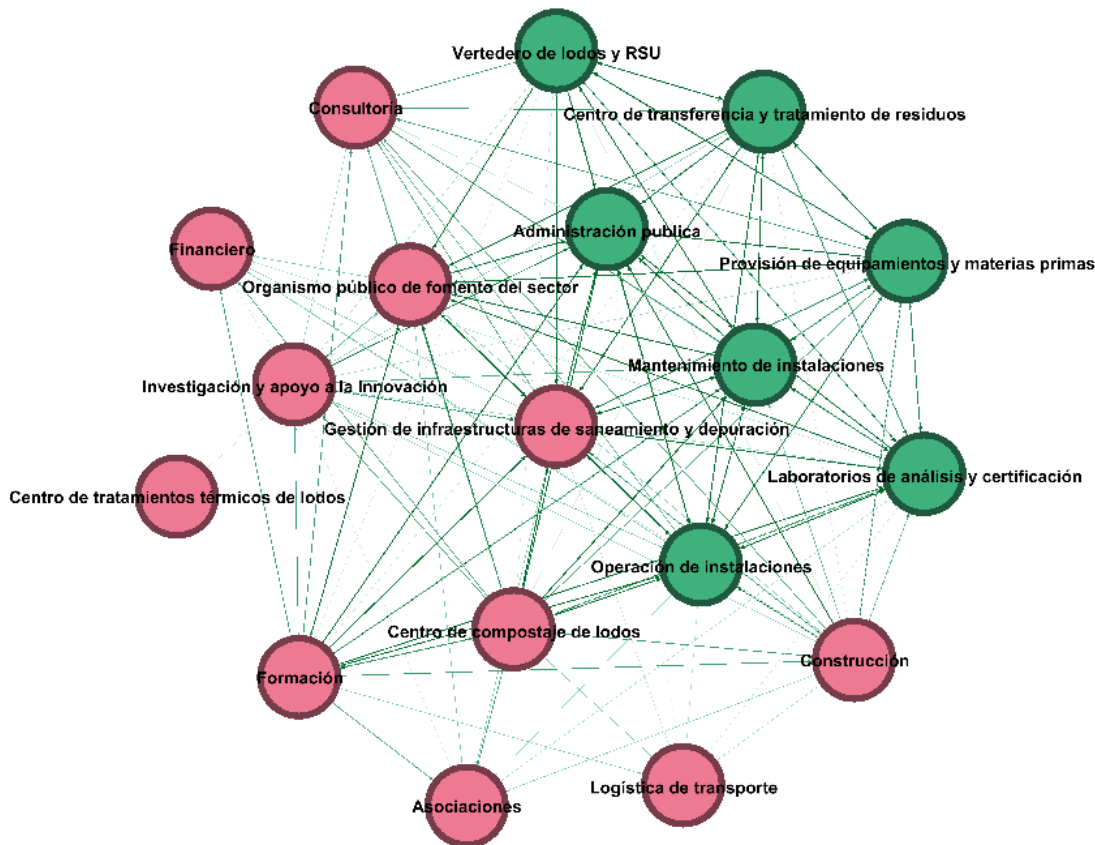 Vertedero de lodos y RSU
Consultoría
Centro de transferencia y tratamiento de residuos
Administración publica
Financiero
Provisión de equipamientos y materias primas
Organismo público de fomento del sector
Mantenimiento de instalaciones
Investigación y apoyo a la Innovación
Gestión de infraestructuras de saneamiento y depuración
Laboratorios de análisis y certificación
Centro de tratamientos térmicos de lodos
Operación de instalaciones
Centro de compostaje de lodos
Construcción
Formación
Logística de transporte
Asociaciones